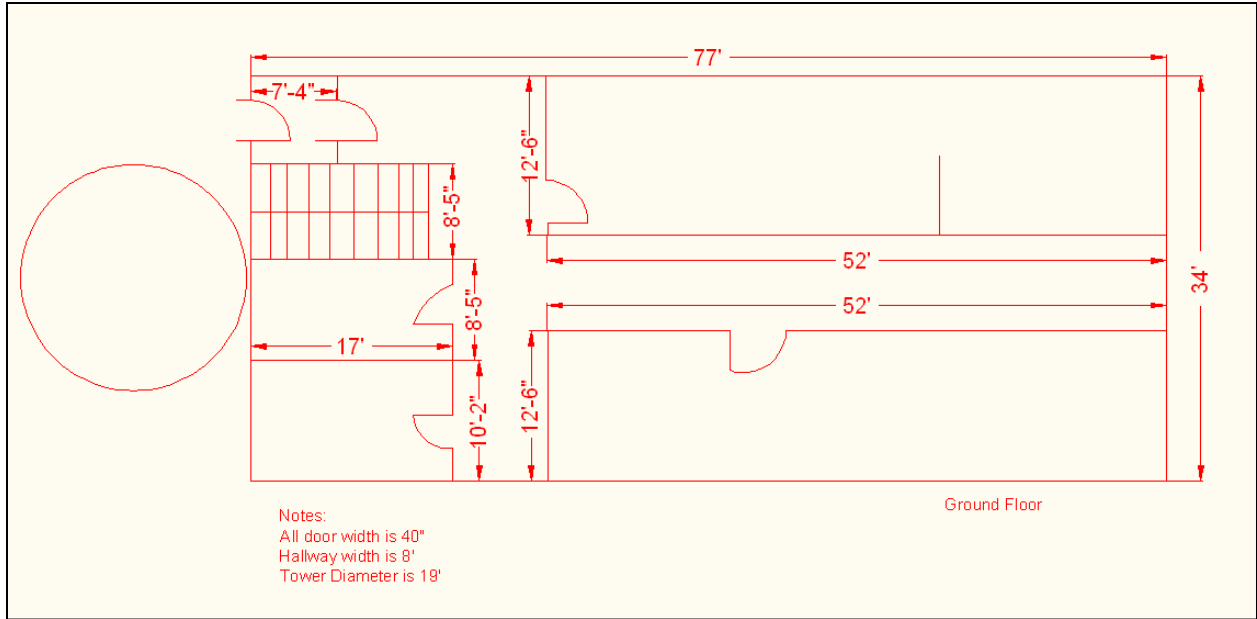 77'
7'-4"
12'-6"
8'-5"
52'
34'
52'
8'-5"
17'
12'-6"
10'-2"
Ground Floor
Notes:
All door width is 40"
Hallway width is 8'
Tower Diameter is 19'